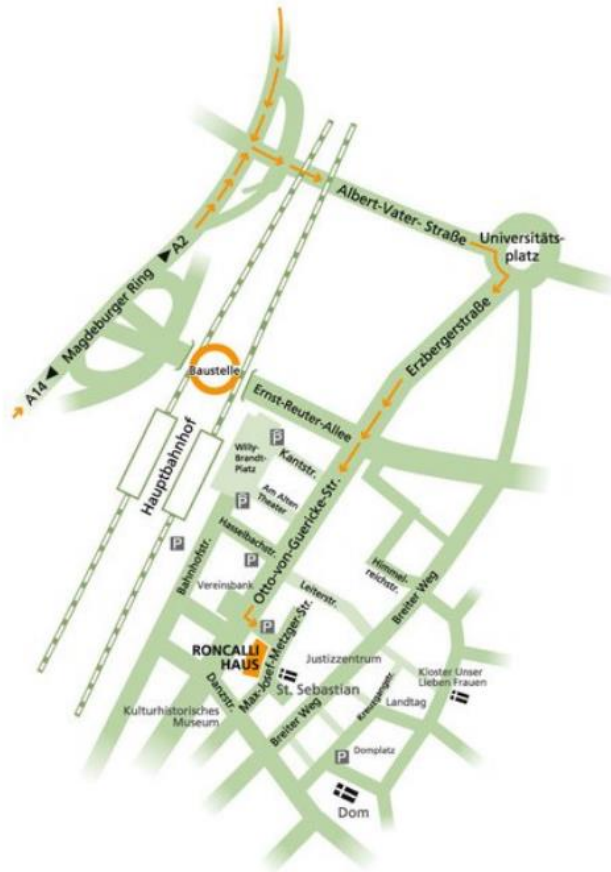 Albert-Vater- Straße
Universitäts-
platz
A14 ◀ Magdeburger Ring ▶ A2
Erzbergerstraße
Baustelle
Ernst-Reuter-Allee
Hauptbahnhof
P
Willy-
Brandt-
Platz
Kantstr.
Am Alten
Theater
P
Otto-von-Guericke-Str.
Hasselbachstr.
P
P
Bahnhofstr.
Vereinsbank
Himmel-
reichstr.
Leiterstr.
Breiter Weg
P
RONCALLI
HAUS
Max-Josef-Metzger-Str.
Justizzentrum
St. Sebastian
Kloster Unser
Lieben Frauen
Danzstr.
Kulturhistorisches
Museum
Kreuzgangstr.
Landtag
Breiter Weg
P
Domplatz
Dom